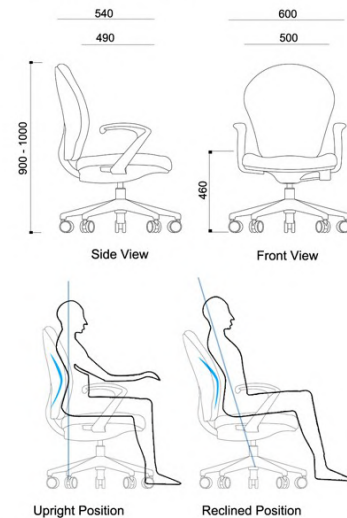 540
600
490
500
900 - 1000
460
Side View
Front View
Upright Position
Reclined Position